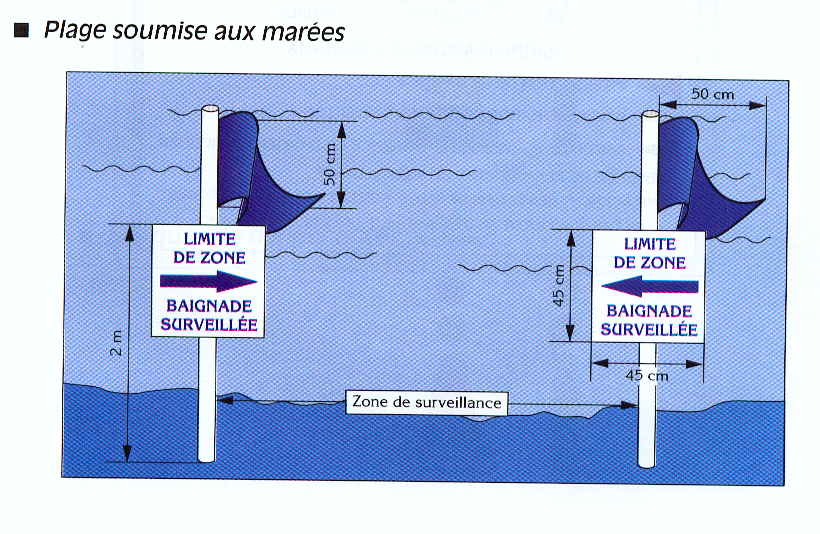 Plage soumise aux marées
50 cm
50 cm
LIMITE
DE ZONE
BAIGNADE
SURVEILLÉE
LIMITE
DE ZONE
BAIGNADE
SURVEILLÉE
45 cm
2 m
45 cm
Zone de surveillance